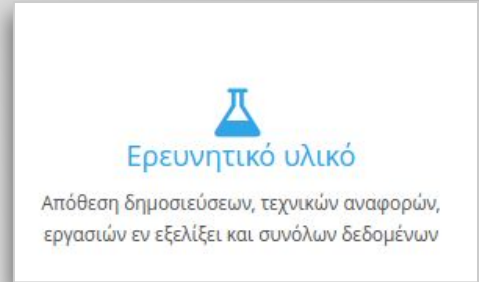 Ερευνητικό υλικό
Απόθεση δημοσιεύσεων, τεχνικών αναφορών,
εργασιών εν εξελίξει και συνόλων δεδομένων